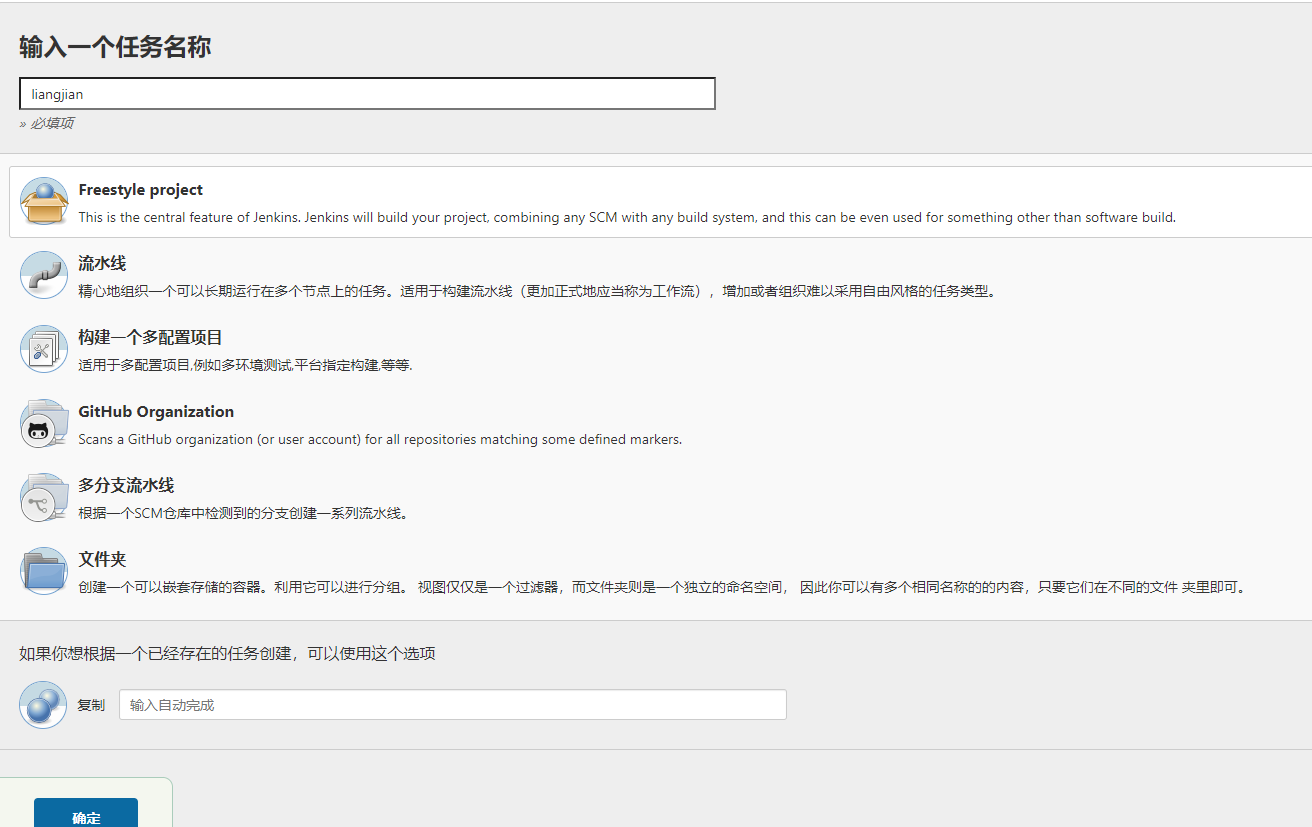 输入一个任务名称
liangjian
» 必填项
Freestyle project
This is the central feature of Jenkins. Jenkins will build your project, combining any SCM with any build system, and this can be even used for something other than software build.
流水线
精心地组织一个可以长期运行在多个节点上的任务。适用于构建流水线（更加正式地应当称为工作流），增加或者组织难以采用自由风格的任务类型。
构建一个多配置项目
适用于多配置项目,例如多环境测试,平台指定构建,等等.
GitHub Organization
Scans a GitHub organization (or user account) for all repositories matching some defined markers.
多分支流水线
根据一个SCM仓库中检测到的分支创建一系列流水线。
文件夹
创建一个可以嵌套存储的容器。利用它可以进行分组。 视图仅仅是一个过滤器，而文件夹则是一个独立的命名空间， 因此你可以有多个相同名称的的内容，只要它们在不同的文件 夹里即可。
如果你想根据一个已经存在的任务创建，可以使用这个选项
复制 输入自动完成
确定